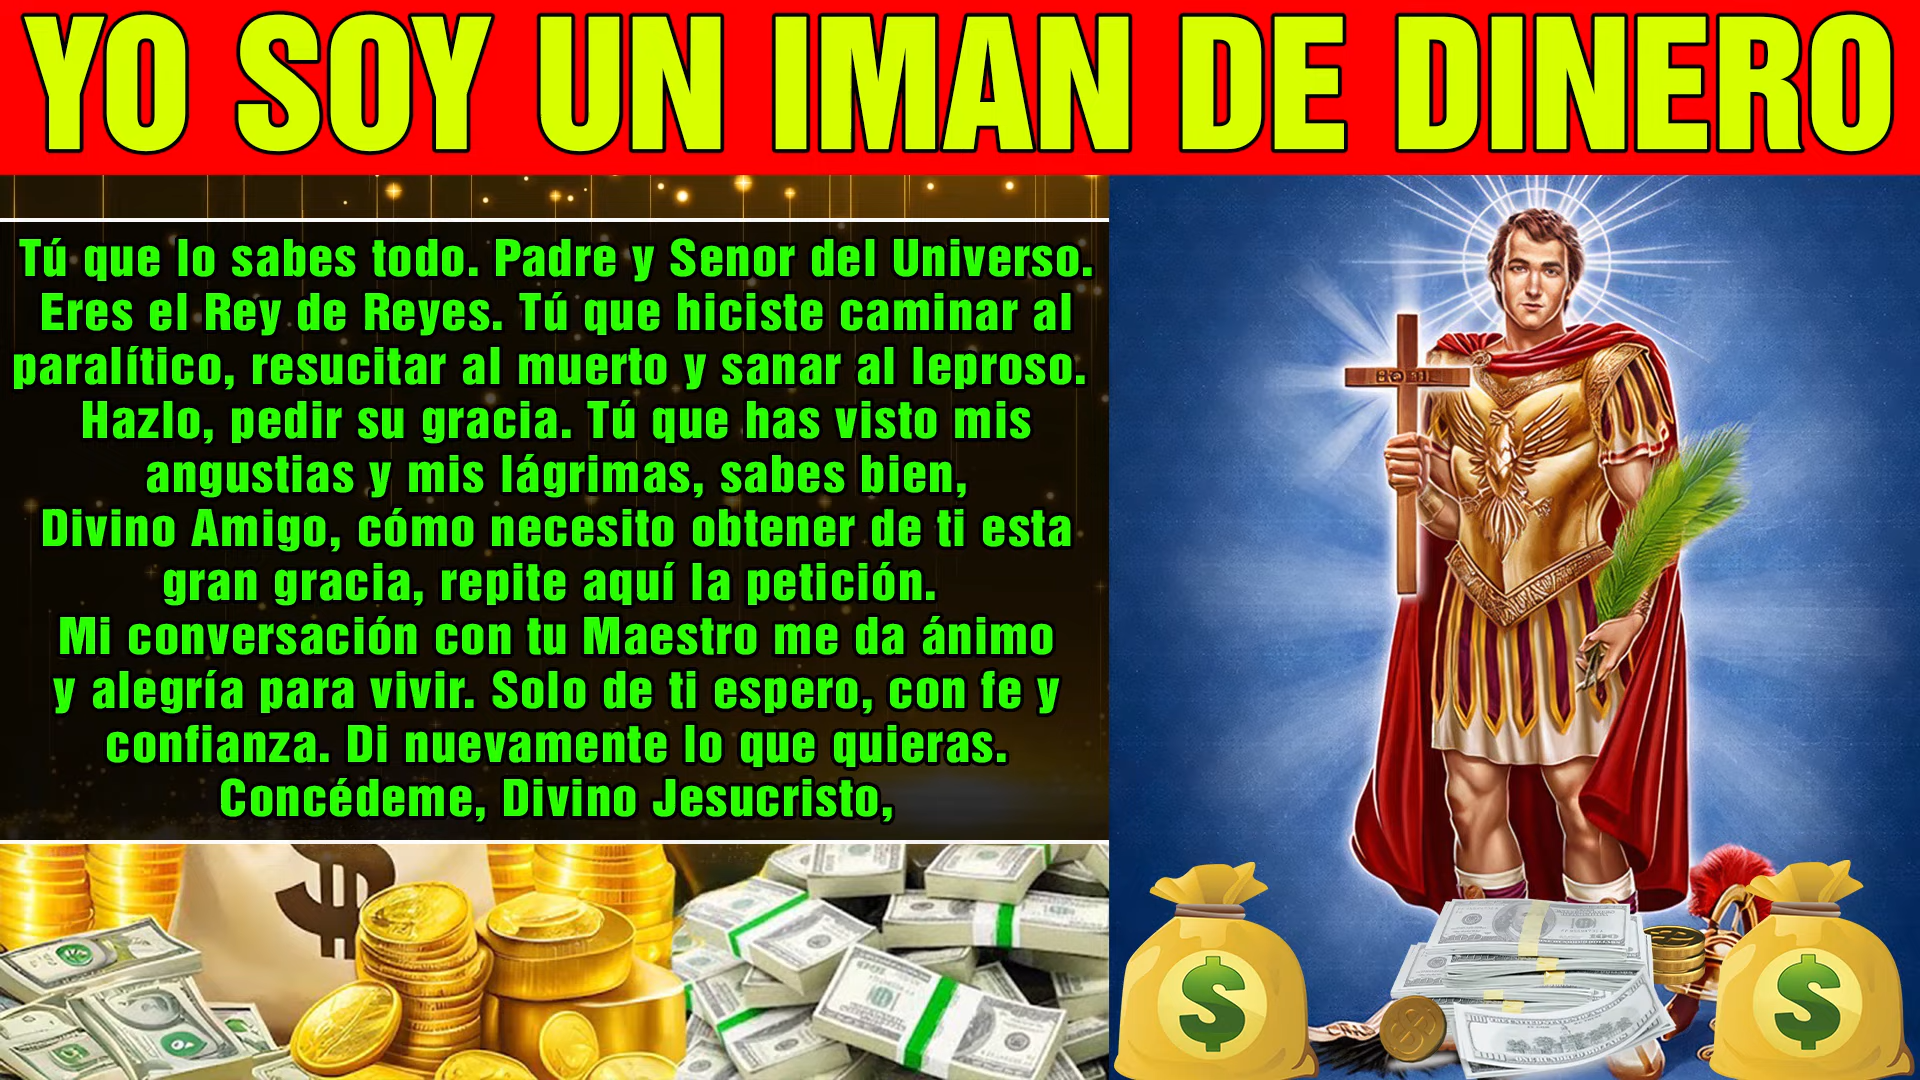 YO SOY UN IMAN DE DINERO
Tú que lo sabes todo. Padre y Senor del Universo.
Eres el Rey de Reyes. Tú que hiciste caminar al
paralítico, resucitar al muerto y sanar al leproso.
Hazlo, pedir su gracia. Tú que has visto mis
angustias y mis lágrimas, sabes bien,
Divino Amigo, cómo necesito obtener de ti esta
gran gracia, repite aquí la petición.
Mi conversación con tu Maestro me da ánimo
y alegría para vivir. Solo de ti espero, con fe y
confianza. Di nuevamente lo que quieras.
Concédeme, Divino Jesucristo,
HODIE
$
$
$